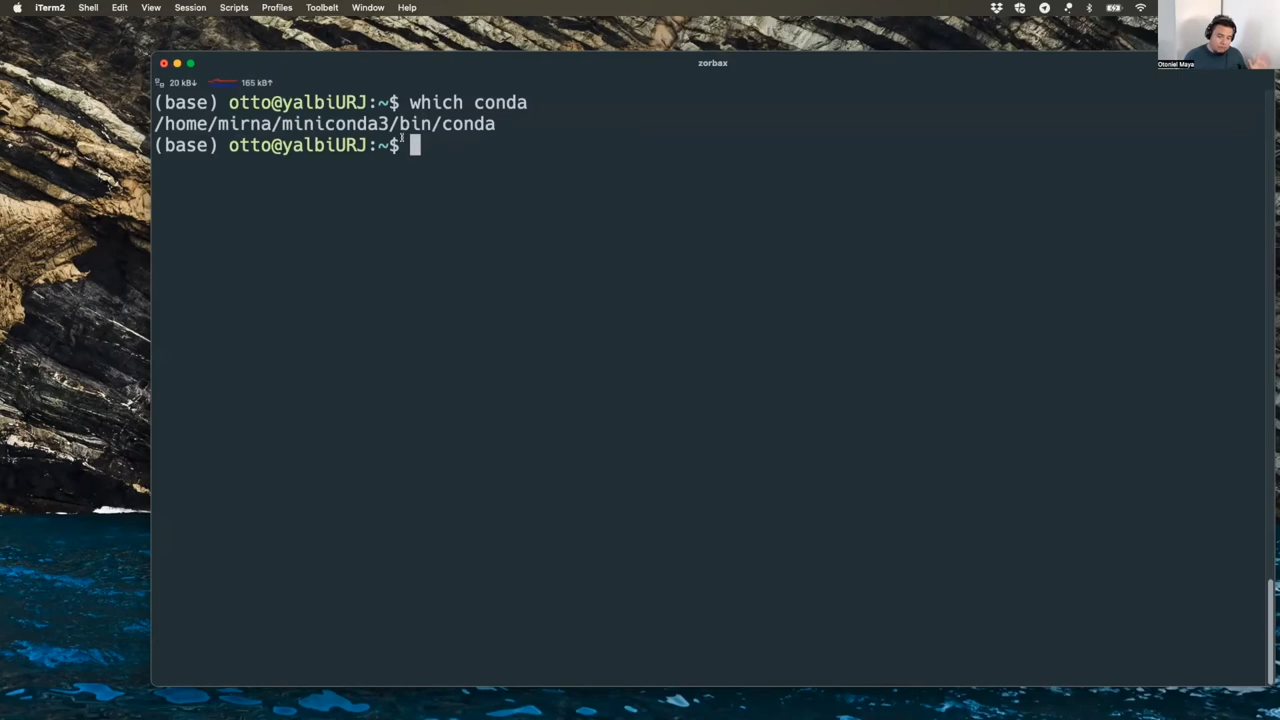 iTerm2 Shell Edit View Session Scripts Profiles Toolbelt Window Help
Otoniel Maya
zorbax
20 kB↓ 165 kB↑
(base) otto@yalbiURJ:~$ which conda
/home/mirna/miniconda3/bin/conda
(base) otto@yalbiURJ:~$